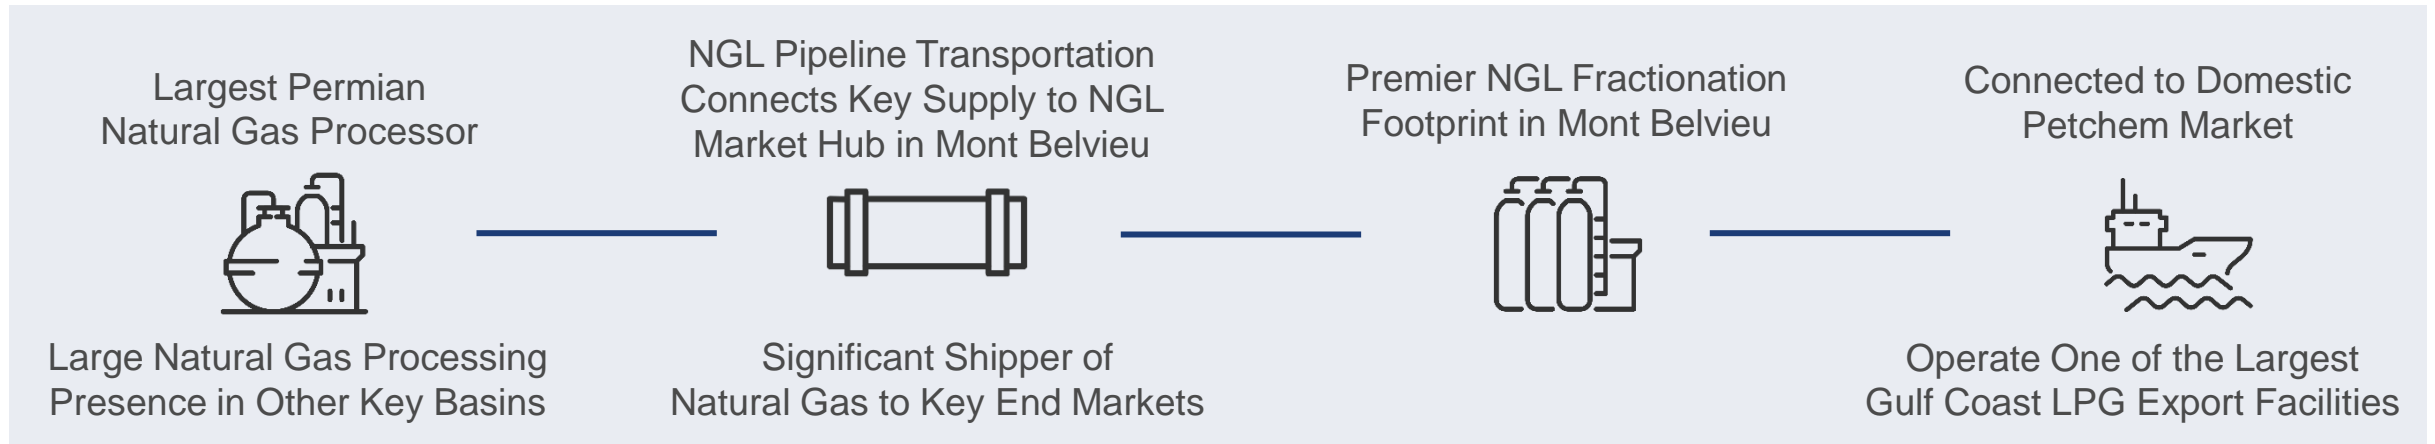 Largest Permian
Natural Gas Processor
Large Natural Gas Processing
Presence in Other Key Basins
NGL Pipeline Transportation
Connects Key Supply to NGL
Market Hub in Mont Belvieu
Significant Shipper of
Natural Gas to Key End Markets
Premier NGL Fractionation
Footprint in Mont Belvieu
Connected to Domestic
Petchem Market
Operate One of the Largest
Gulf Coast LPG Export Facilities